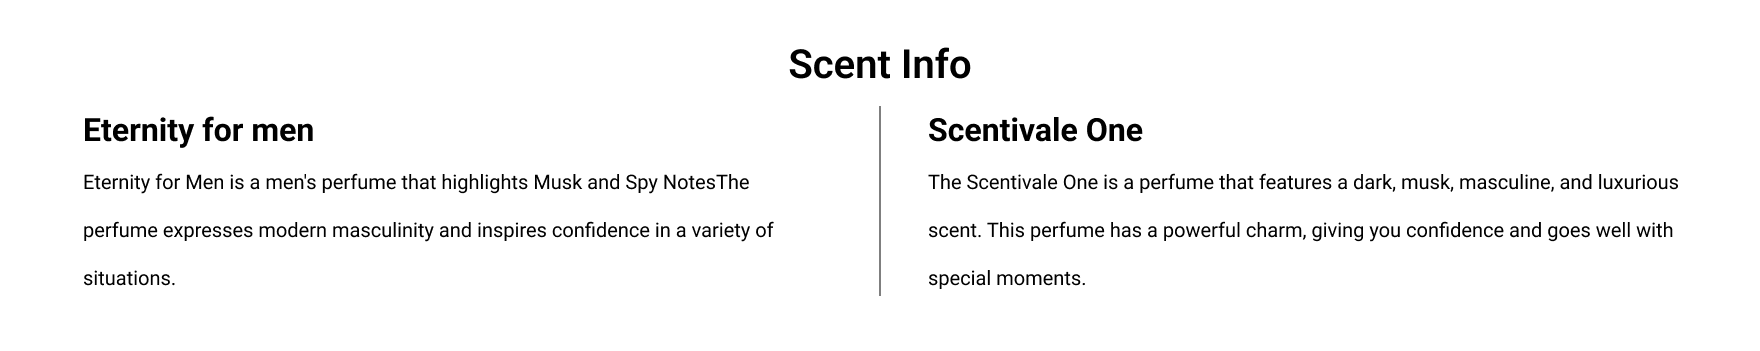 Scent Info
Eternity for men
Eternity for Men is a men's perfume that highlights Musk and Spy NotesThe
perfume expresses modern masculinity and inspires confidence in a variety of
situations.
Scentivale One
The Scentivale One is a perfume that features a dark, musk, masculine, and luxurious
scent. This perfume has a powerful charm, giving you confidence and goes well with
special moments.